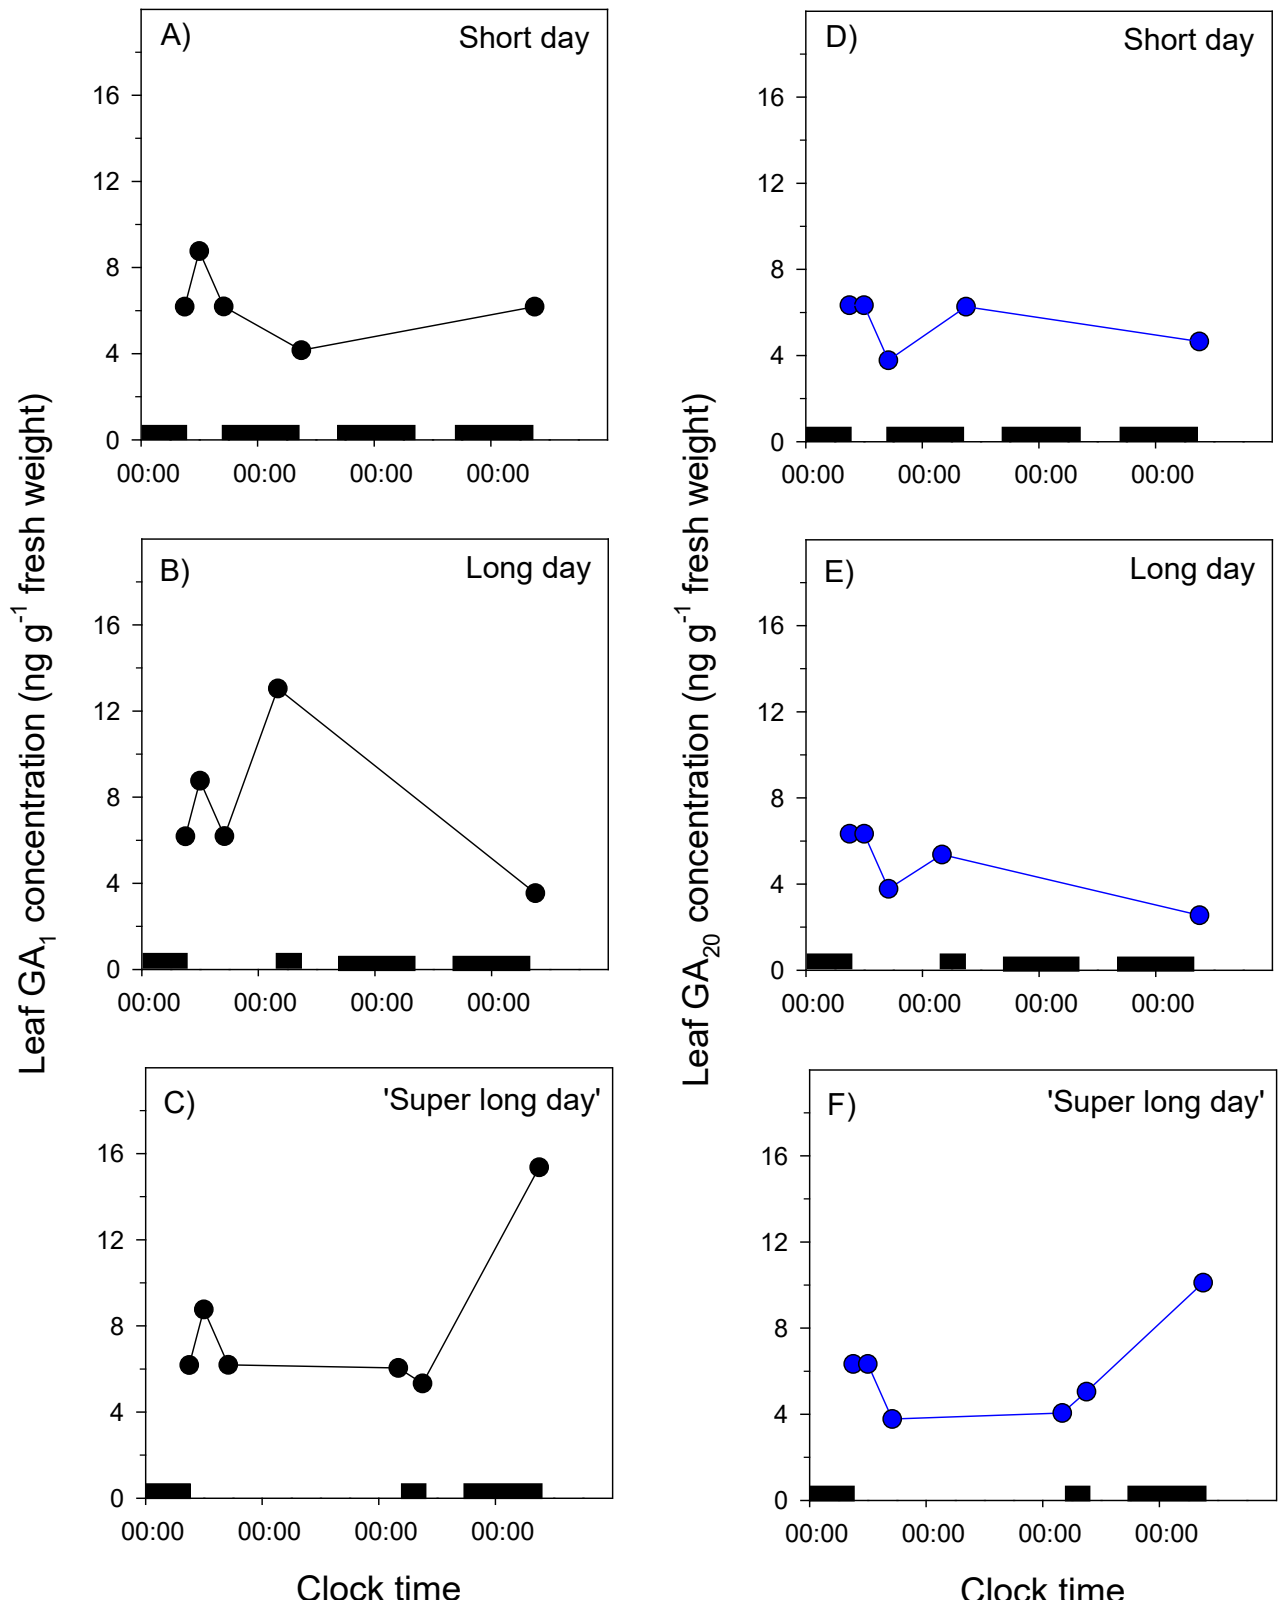 A)
Short day
16
12
8
4
0
00:00 00:00 00:00 00:00
D)
Short day
16
12
8
4
0
00:00 00:00 00:00 00:00
Leaf GA1 concentration (ng g-1 fresh weight)
B)
Long day
16
12
8
4
0
00:00 00:00 00:00 00:00
Leaf GA20 concentration (ng g-1 fresh weight)
E)
Long day
16
12
8
4
0
00:00 00:00 00:00 00:00
C)
'Super long day'
16
12
8
4
0
00:00 00:00 00:00 00:00
Clock time
F)
'Super long day'
16
12
8
4
0
00:00 00:00 00:00 00:00
Clock time